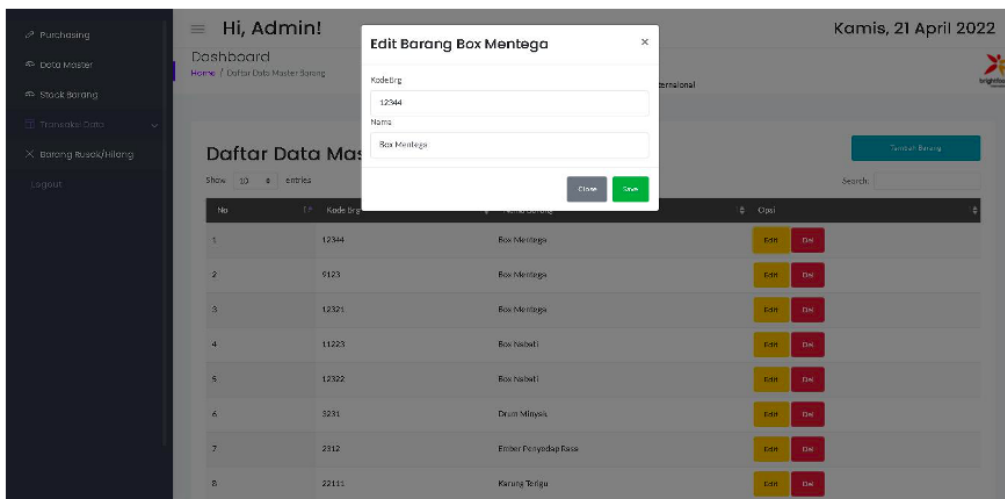 Purchasing
Data Master
Stock Barang
Transaksi Data
Barang Rusak/Hilang
Logout
Hi, Admin!
Kamis, 21 April 2022
Dashboard
Home / Daftar Data Master Barang
ternasional
Edit Barang Box Mentega
×
KodeBrg
12344
Nama
Box Mentega
Close Save
Daftar Data Mas
Tambah Barang
Show 10 entries
Search:
No Kode Brg Nama Barang Opsi
1 12344 Box Mentega Edit Del
2 9123 Box Mentega Edit Del
3 12321 Box Mentega Edit Del
4 11223 Box Nabati Edit Del
5 12322 Box Nabati Edit Del
6 3231 Drum Minyak Edit Del
7 2312 Ember Penyedap Rasa Edit Del
8 22111 Karung Terigu Edit Del